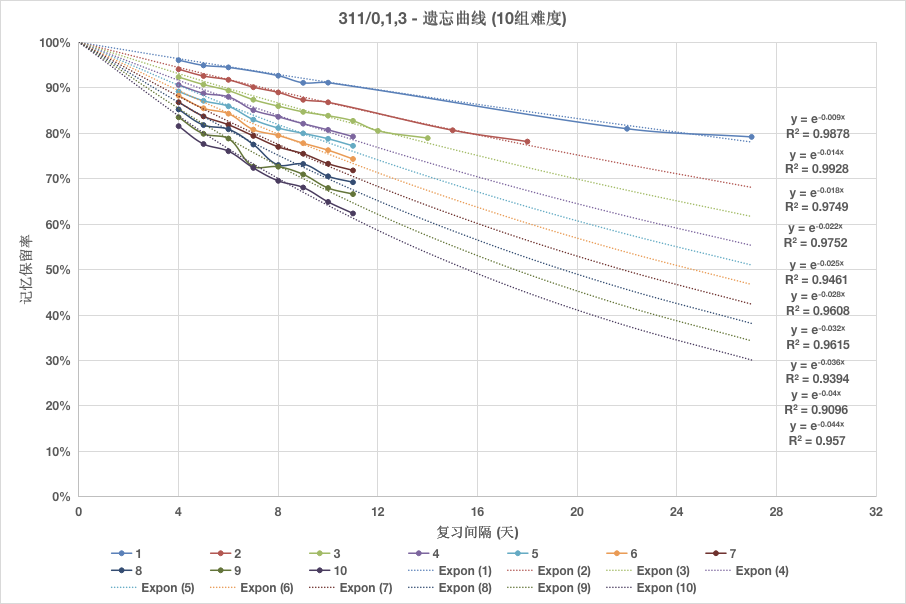 311/0,1,3 - 遗忘曲线 (10组难度)
100%
90%
80%
70%
60%
50%
40%
30%
20%
10%
0%
记忆保留率
y = e^-0.009x
R² = 0.9878
y = e^-0.014x
R² = 0.9928
y = e^-0.018x
R² = 0.9749
y = e^-0.022x
R² = 0.9752
y = e^-0.025x
R² = 0.9461
y = e^-0.028x
R² = 0.9608
y = e^-0.032x
R² = 0.9615
y = e^-0.036x
R² = 0.9394
y = e^-0.04x
R² = 0.9096
y = e^-0.044x
R² = 0.957
0 4 8 12 16 20 24 28 32
复习间隔 (天)
1 2 3 4 5 6 7
8 9 10 Expon (1) Expon (2) Expon (3) Expon (4)
Expon (5) Expon (6) Expon (7) Expon (8) Expon (9) Expon (10)